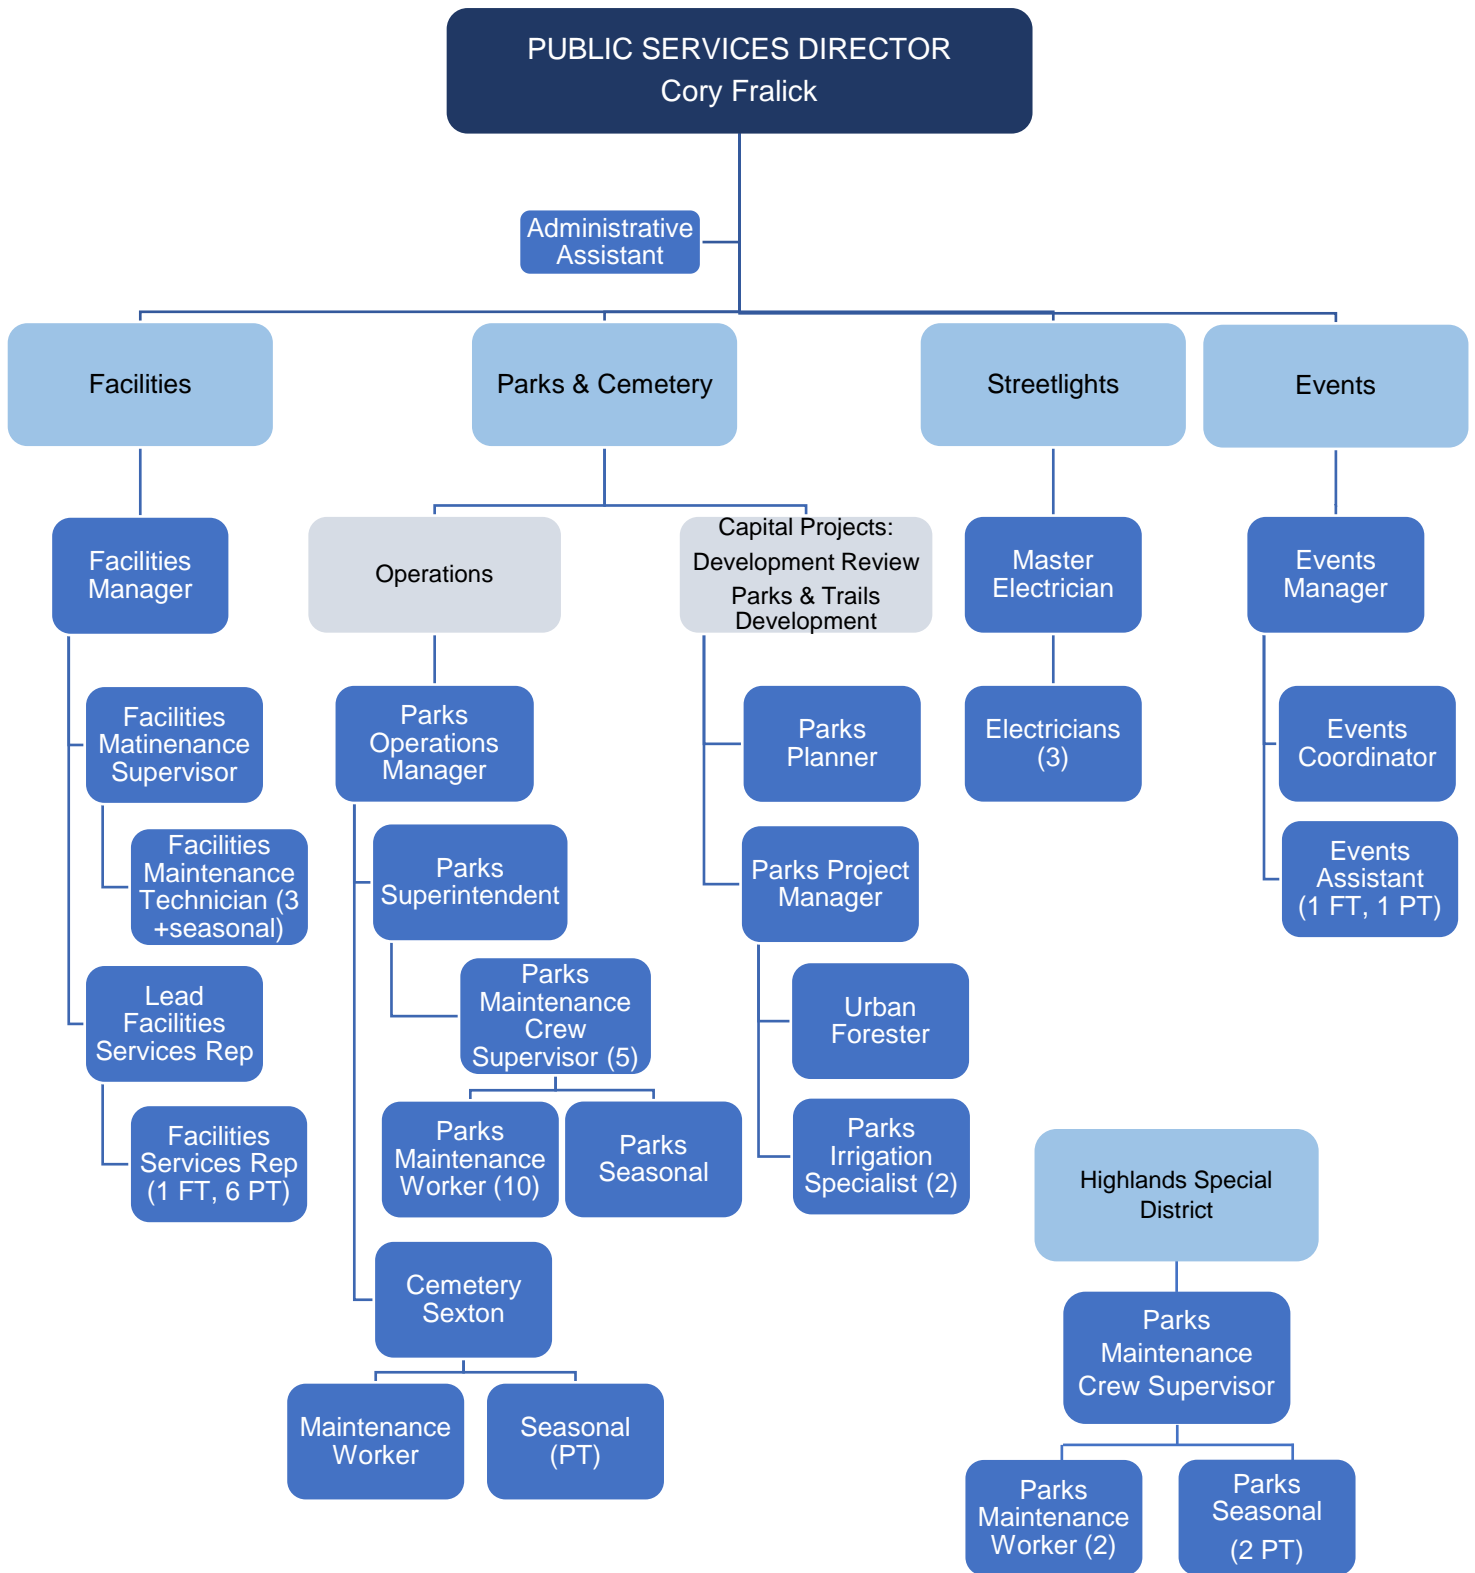 PUBLIC SERVICES DIRECTOR
Cory Fralick
Administrative
Assistant
Facilities
Parks & Cemetery
Streetlights
Events
Facilities
Manager
Operations
Capital Projects:
Development Review
Parks & Trails
Development
Master
Electrician
Events
Manager
Facilities
Matinenance
Supervisor
Parks
Operations
Manager
Parks
Planner
Electricians
(3)
Events
Coordinator
Facilities
Maintenance
Technician (3
+seasonal)
Parks
Superintendent
Parks Project
Manager
Events
Assistant
(1 FT, 1 PT)
Lead
Facilities
Services Rep
Parks
Maintenance
Crew
Supervisor (5)
Urban
Forester
Facilities
Services Rep
(1 FT, 6 PT)
Parks
Maintenance
Worker (10)
Parks
Seasonal
Parks
Irrigation
Specialist (2)
Highlands Special
District
Cemetery
Sexton
Parks
Maintenance
Crew Supervisor
Maintenance
Worker
Seasonal
(PT)
Parks
Maintenance
Worker (2)
Parks
Seasonal
(2 PT)